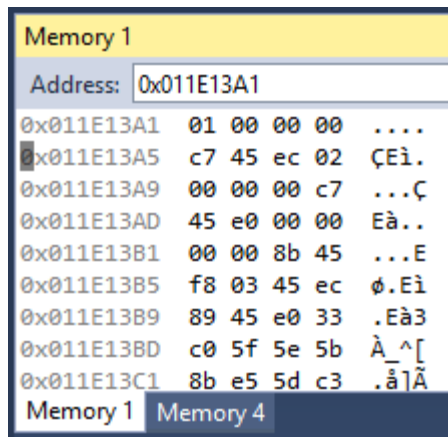 Memory 1
Address: 0x011E13A1
0x011E13A1 01 00 00 00 ....
0x011E13A5 c7 45 ec 02 ÇEì.
0x011E13A9 00 00 00 c7 ...Ç
0x011E13AD 45 e0 00 00 Eà..
0x011E13B1 00 00 8b 45 ...E
0x011E13B5 f8 03 45 ec ø.Eì
0x011E13B9 89 45 e0 33 .Eà3
0x011E13BD c0 5f 5e 5b À_^[
0x011E13C1 8b e5 5d c3 .å]Ã
Memory 1 Memory 4